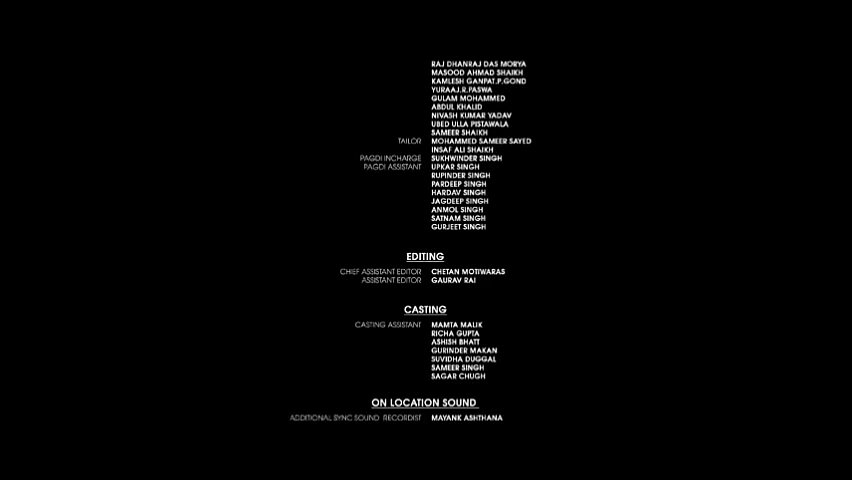 RAJ DHANRAJ DAS MORYA
MASOOD AHMAD SHAIKH
KAMLESH GANPAT.P.GOND
YURAAJ.R.PASWA
GULAM MOHAMMED
ABDUL KHALID
NIVASH KUMAR YADAV
UBED ULLA PISTAWALA
SAMEER SHAIKH
TAILOR MOHAMMED SAMEER SAYED
INSAF ALI SHAIKH
PAGDI INCHARGE SUKHWINDER SINGH
PAGDI ASSISTANT UPKAR SINGH
RUPINDER SINGH
PARDEEP SINGH
HARDAV SINGH
JAGDEEP SINGH
ANMOL SINGH
SATNAM SINGH
GURJEET SINGH
EDITING
CHIEF ASSISTANT EDITOR CHETAN MOTIWARAS
ASSISTANT EDITOR GAURAV RAI
CASTING
CASTING ASSISTANT MAMTA MALIK
RICHA GUPTA
ASHISH BHATT
GURINDER MAKAN
SUVIDHA DUGGAL
SAMEER SINGH
SAGAR CHUGH
ON LOCATION SOUND
ADDITIONAL SYNC SOUND RECORDIST MAYANK ASHTHANA